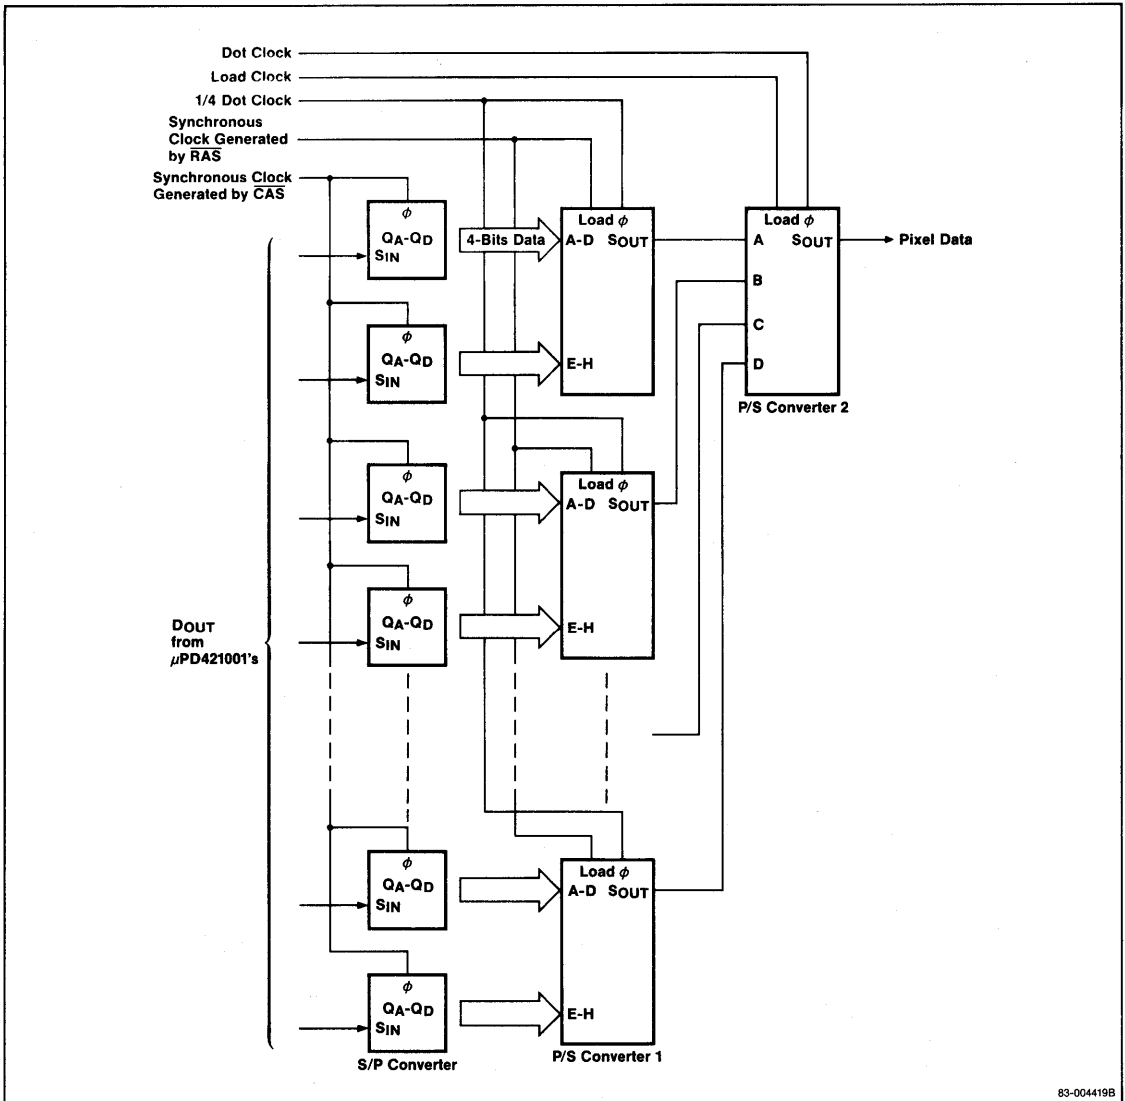 Dot Clock
Load Clock
1/4 Dot Clock
Synchronous
Clock Generated
by RAS
Synchronous Clock
Generated by CAS
φ
QA-QD
SIN
4-Bits Data
Load φ
A-D SOUT
E-H
Load φ
A SOUT
B
C
D
Pixel Data
P/S Converter 2
φ
QA-QD
SIN
φ
QA-QD
SIN
Load φ
A-D SOUT
E-H
φ
QA-QD
SIN
DOUT
from
μPD421001's
φ
QA-QD
SIN
Load φ
A-D SOUT
E-H
φ
QA-QD
SIN
S/P Converter
P/S Converter 1
83-004419B